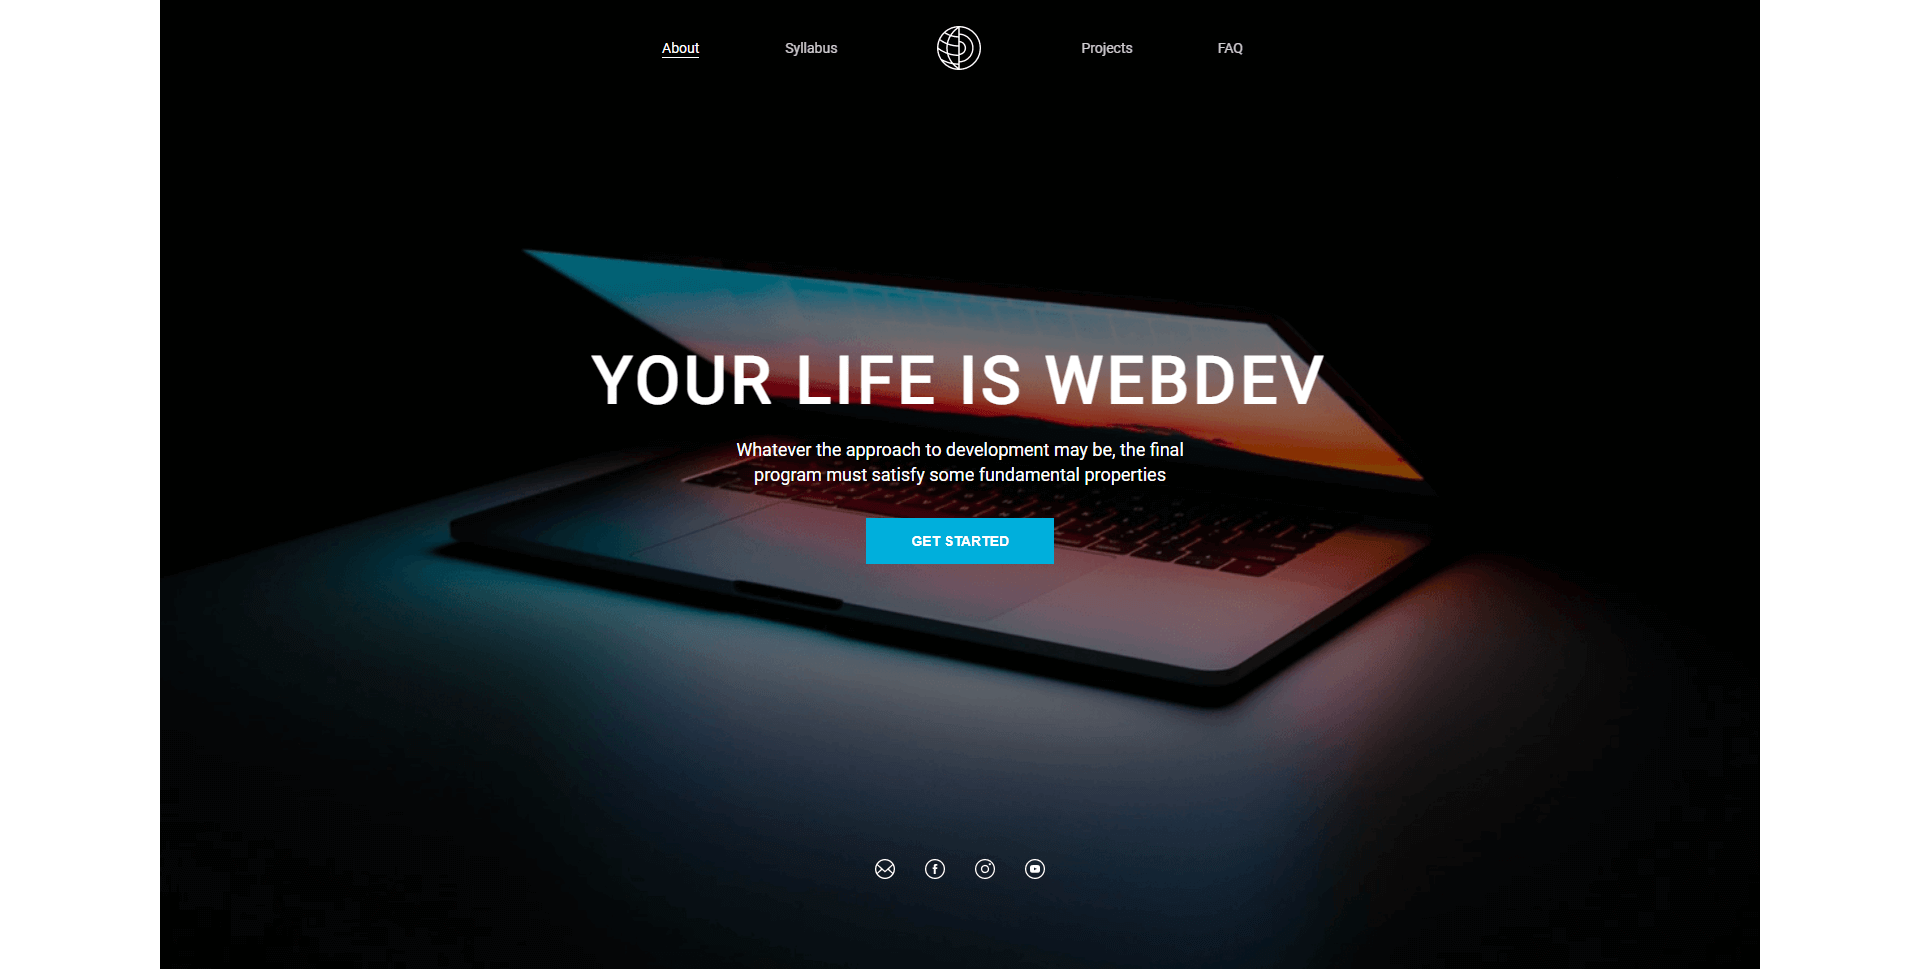 About
Syllabus
Projects
FAQ
YOUR LIFE IS WEBDEV
Whatever the approach to development may be, the final
program must satisfy some fundamental properties
GET STARTED